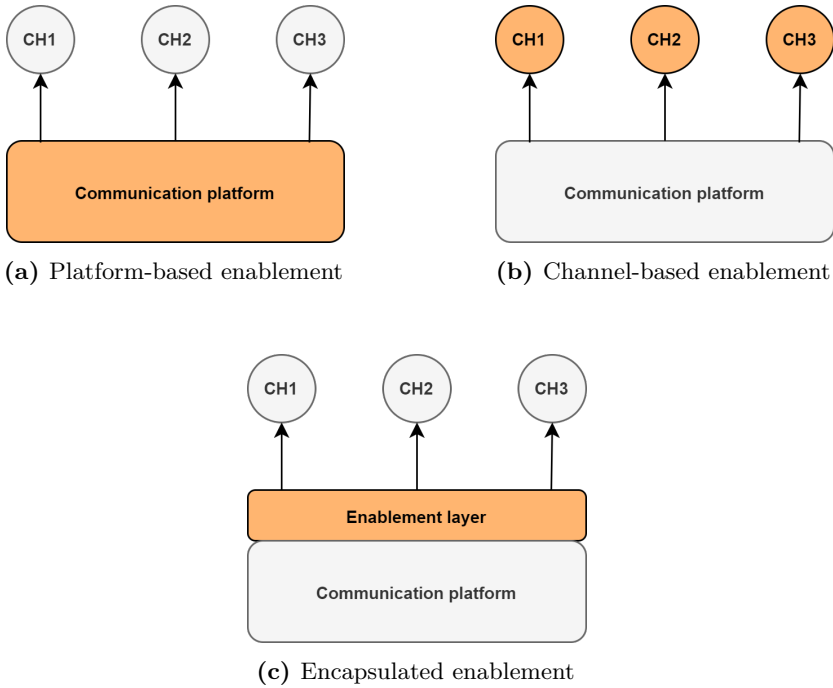 CH1 CH2 CH3
Communication platform
(a) Platform-based enablement
CH1 CH2 CH3
Communication platform
(b) Channel-based enablement
CH1 CH2 CH3
Enablement layer
Communication platform
(c) Encapsulated enablement